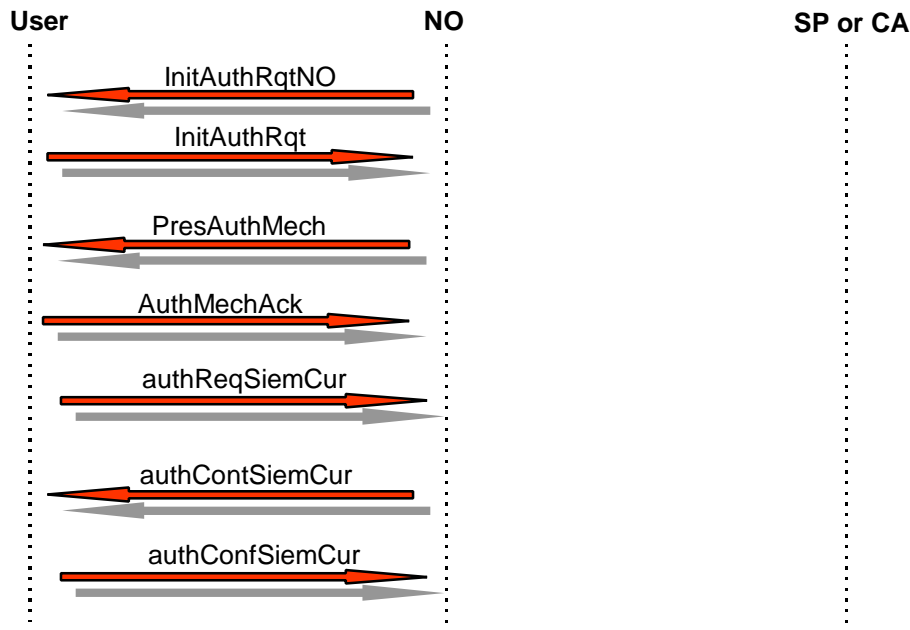 User NO SP or CA
InitAuthRqtNO
InitAuthRqt
PresAuthMech
AuthMechAck
authReqSiemCur
authContSiemCur
authConfSiemCur